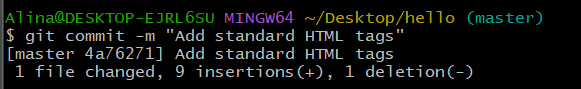 Alina@DESKTOP-EJRL6SU MINGW64 ~/Desktop/hello (master)
$ git commit -m "Add standard HTML tags"
[master 4a76271] Add standard HTML tags
 1 file changed, 9 insertions(+), 1 deletion(-)